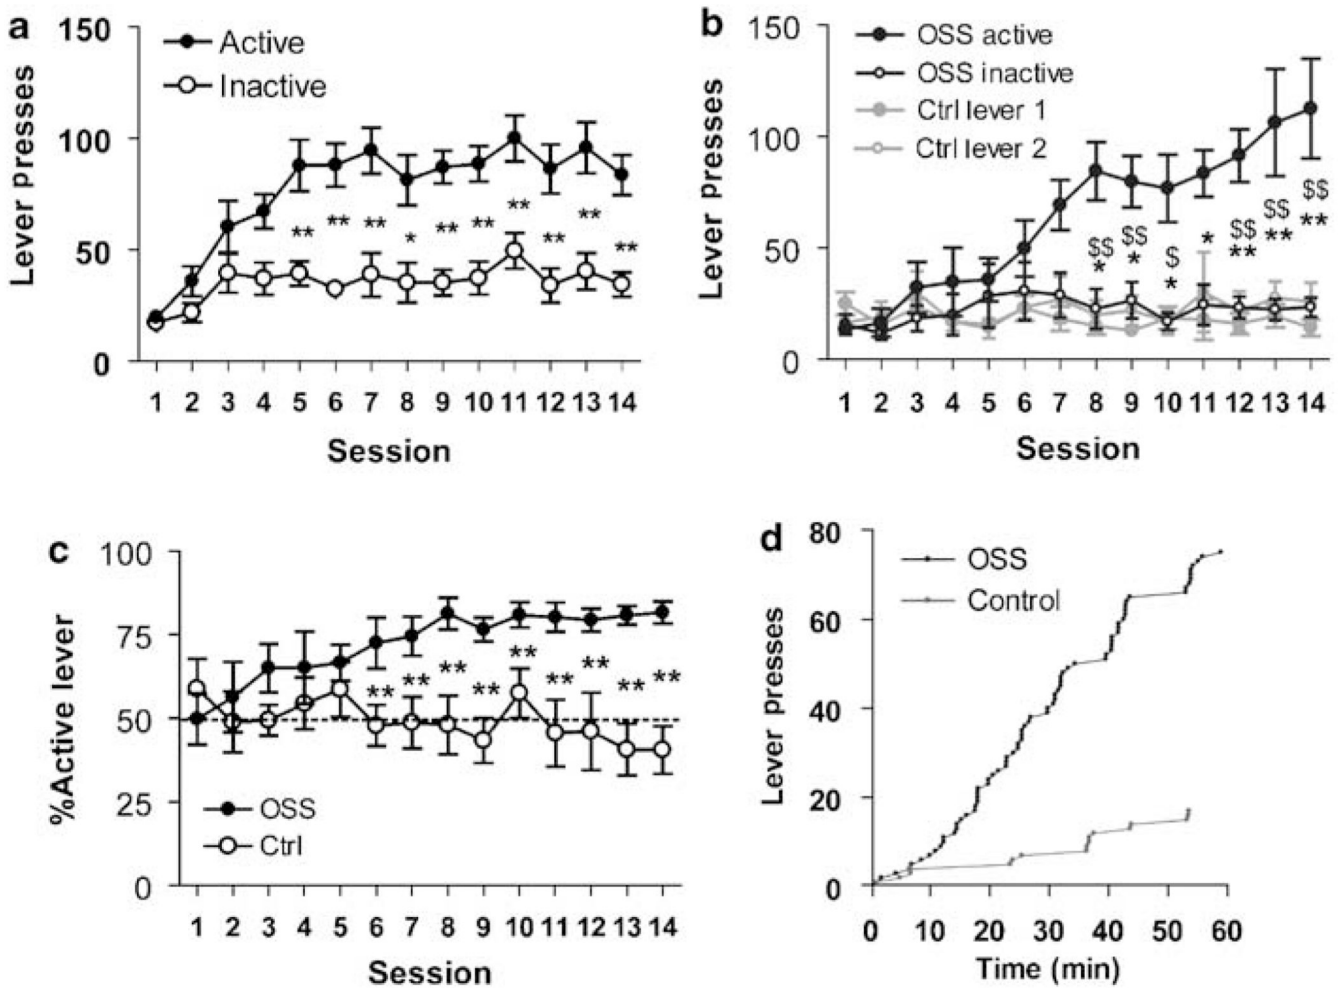 a
150
100
50
0
Lever presses
Active
Inactive
** ** ** * ** ** ** ** ** **
1 2 3 4 5 6 7 8 9 10 11 12 13 14
Session
b
150
100
50
0
Lever presses
OSS active
OSS inactive
Ctrl lever 1
Ctrl lever 2
$$ $$ $ $$ $$ $$
* * * * ** ** **
1 2 3 4 5 6 7 8 9 10 11 12 13 14
Session
c
100
75
50
25
0
%Active lever
** ** ** ** ** ** ** ** **
OSS
Ctrl
1 2 3 4 5 6 7 8 9 10 11 12 13 14
Session
d
80
60
40
20
0
Lever presses
OSS
Control
0 10 20 30 40 50 60
Time (min)